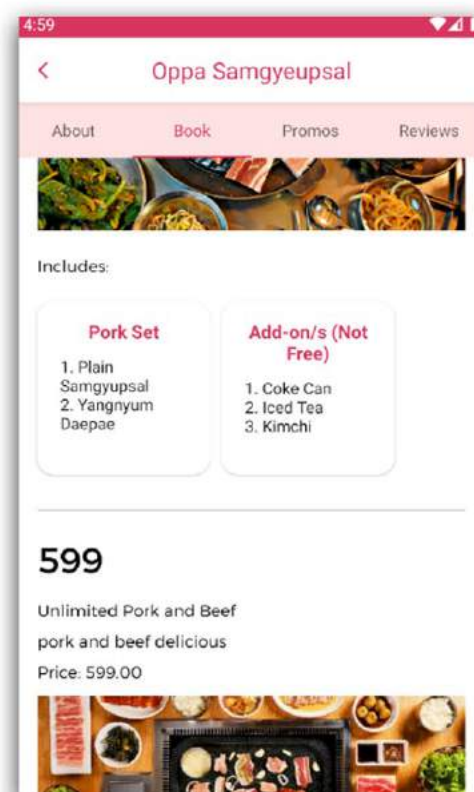 4:59
Oppa Samgyeupsal
About Book Promos Reviews
Includes:
Pork Set
1. Plain
Samgyupsal
2. Yangnyum
Daepae
Add-on/s (Not
Free)
1. Coke Can
2. Iced Tea
3. Kimchi
599
Unlimited Pork and Beef
pork and beef delicious
Price: 599.00